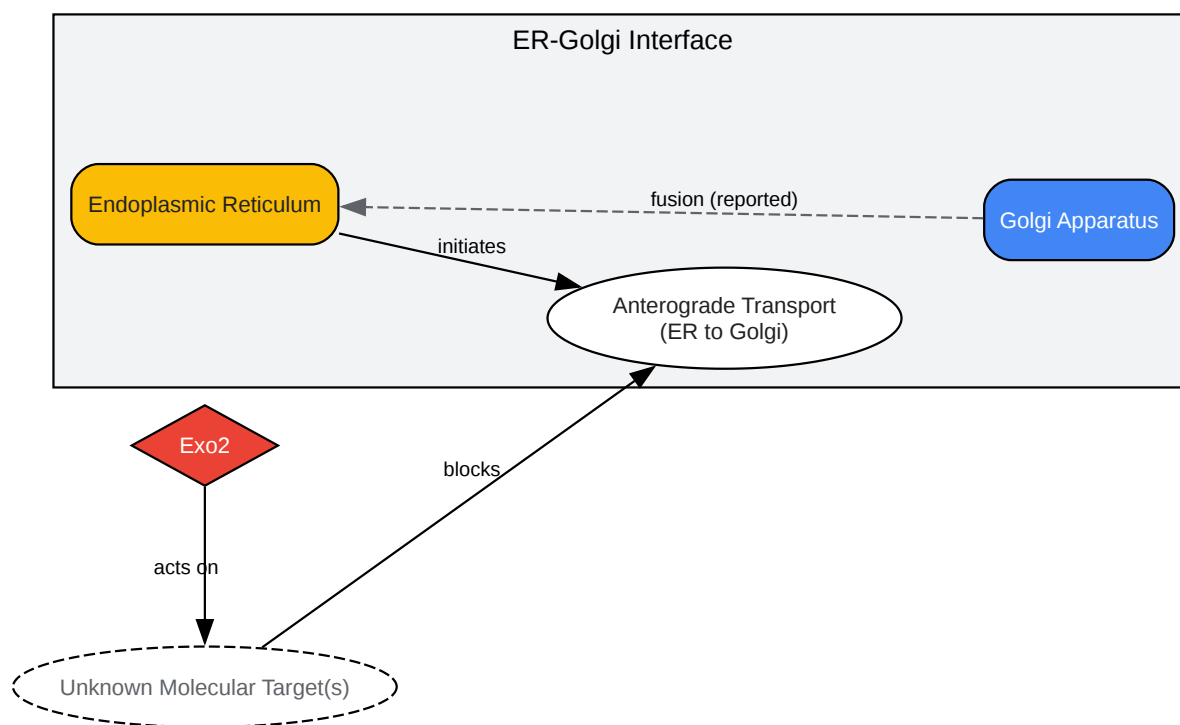 ER-Golgi Interface
Endoplasmic Reticulum
fusion (reported)
Golgi Apparatus
initiates
Anterograde Transport
(ER to Golgi)
Exo2
blocks
acts on
Unknown Molecular Target(s)